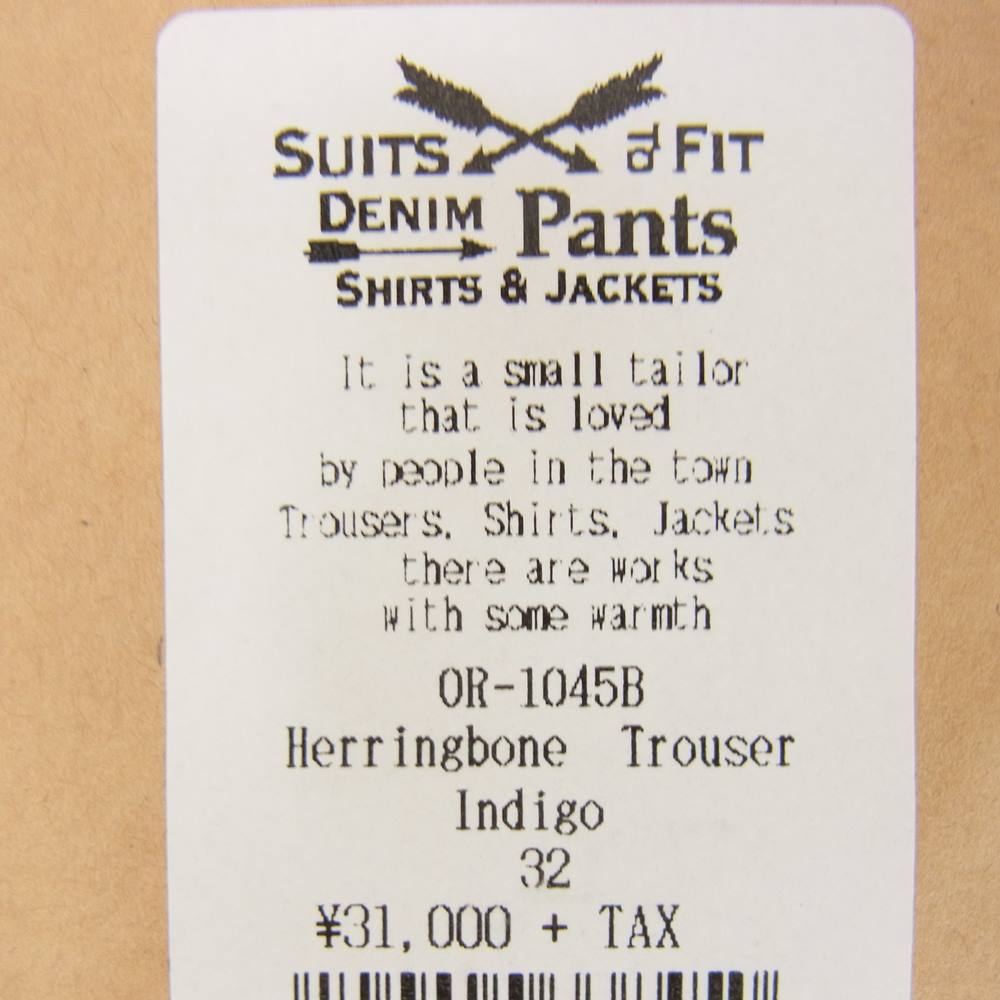 SUITS TO FIT
DENIM Pants
SHIRTS & JACKETS
It is a small tailor
that is loved
by people in the town
Trousers, Shirts, Jackets
there are works
with some warmth
OR-1045B
Herringbone Trouser
Indigo
32
¥31,000 + TAX